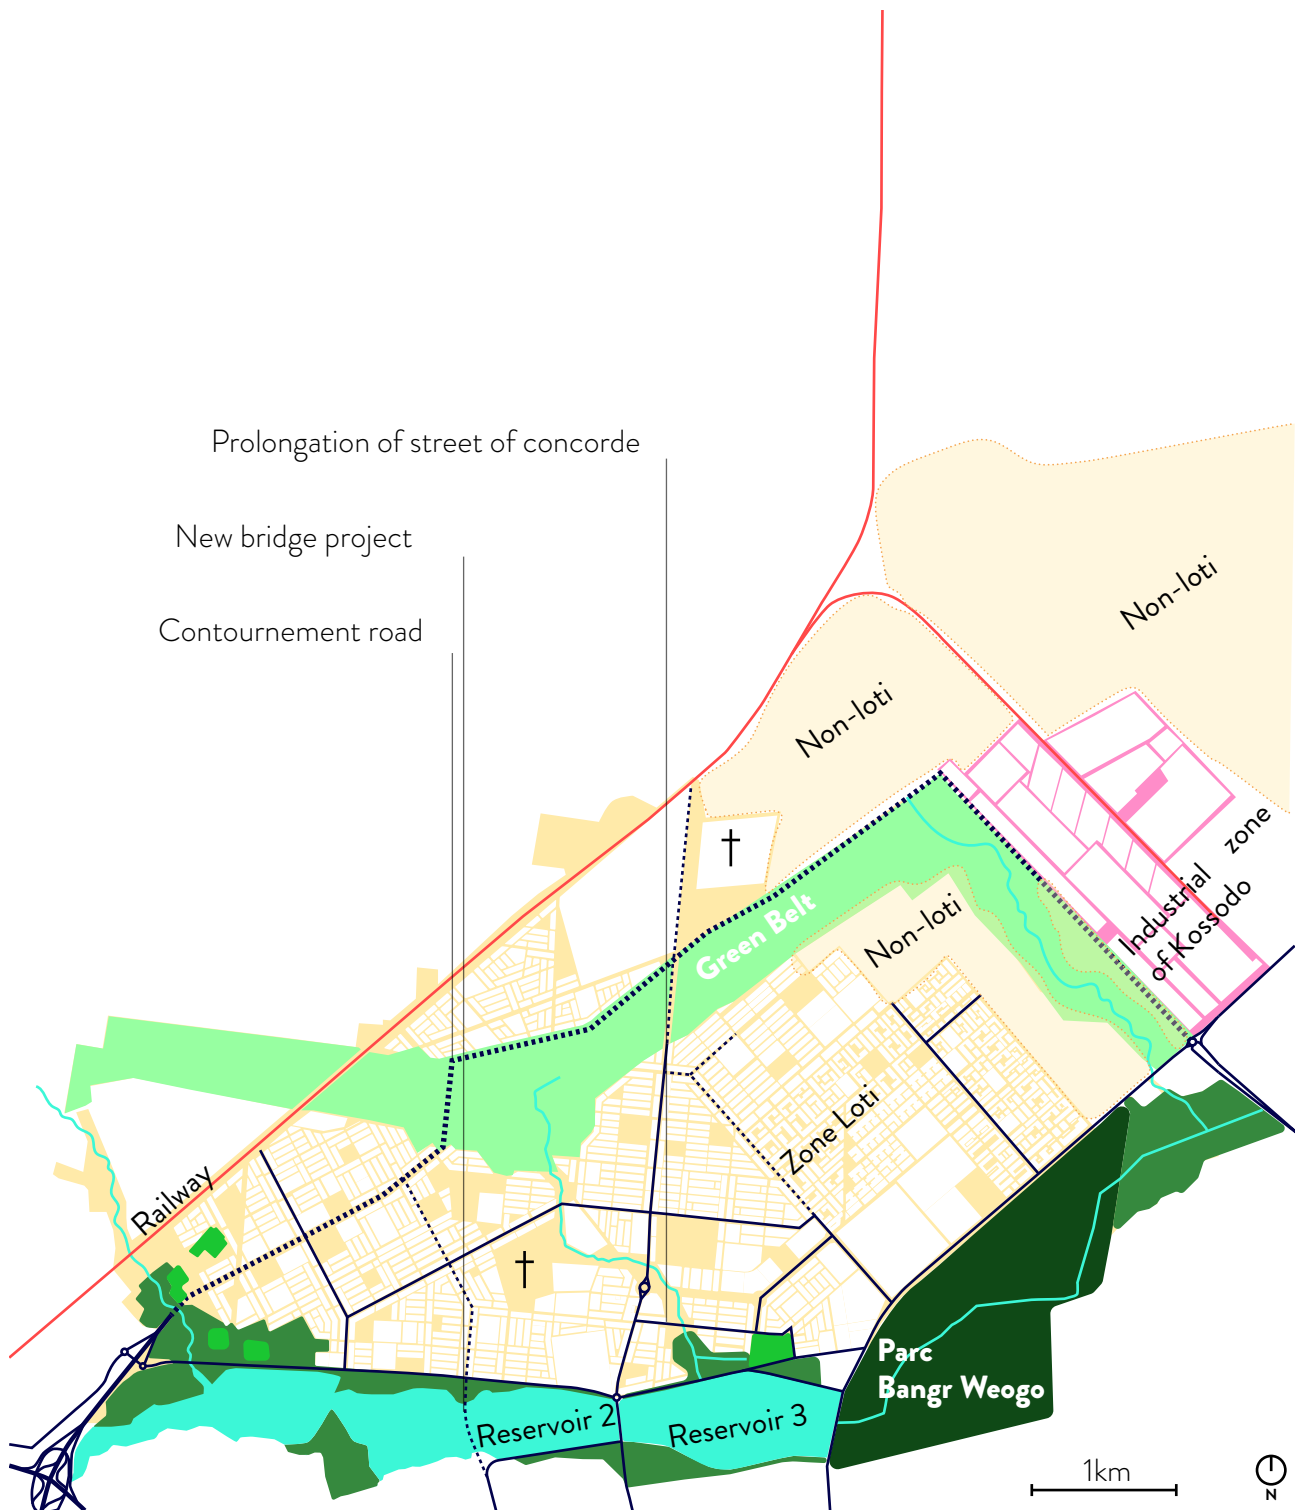 Prolongation of street of concorde
New bridge project
Contournement road
Non-loti
Non-loti
Industrial zone
of Kossodo
Green Belt
Non-loti
Zone Loti
Railway
Parc
Bangr Weogo
Reservoir 2
Reservoir 3
1km
N